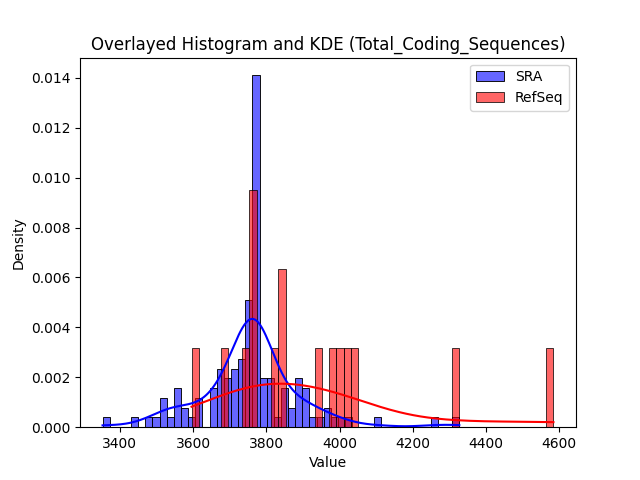 Overlayed Histogram and KDE (Total_Coding_Sequences)
SRA
RefSeq
Density
0.014
0.012
0.010
0.008
0.006
0.004
0.002
0.000
3400 3600 3800 4000 4200 4400 4600
Value